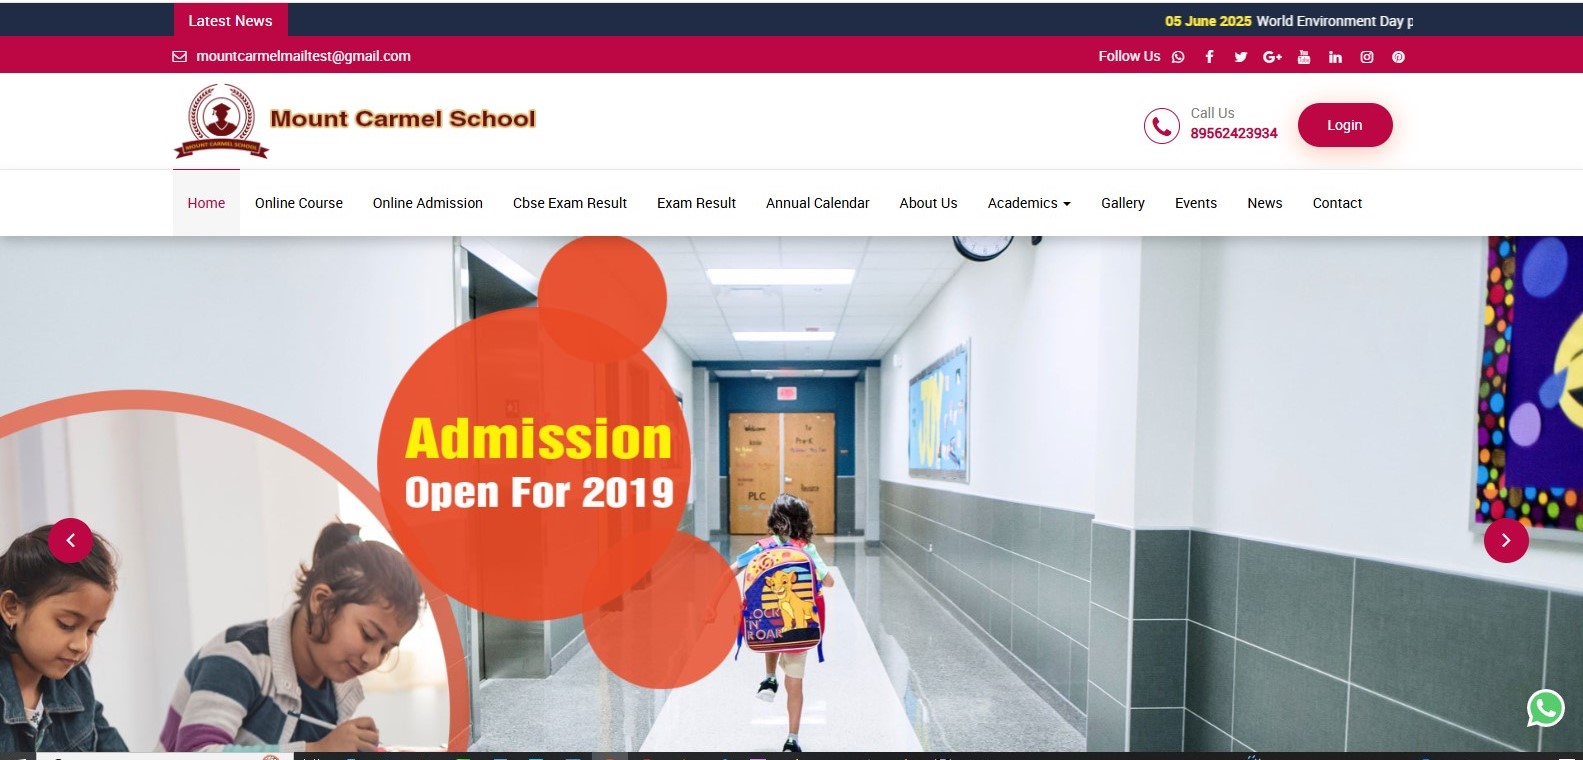 Latest News
05 June 2025 World Environment Day p
mountcarmelmailtest@gmail.com
Follow Us
MOUNT CARMEL SCHOOL
Mount Carmel School
Call Us
89562423934
Login
Home Online Course Online Admission Cbse Exam Result Exam Result Annual Calendar About Us Academics Gallery Events News Contact
Admission
Open For 2019
Welcome
PLC
JOY
ROAR